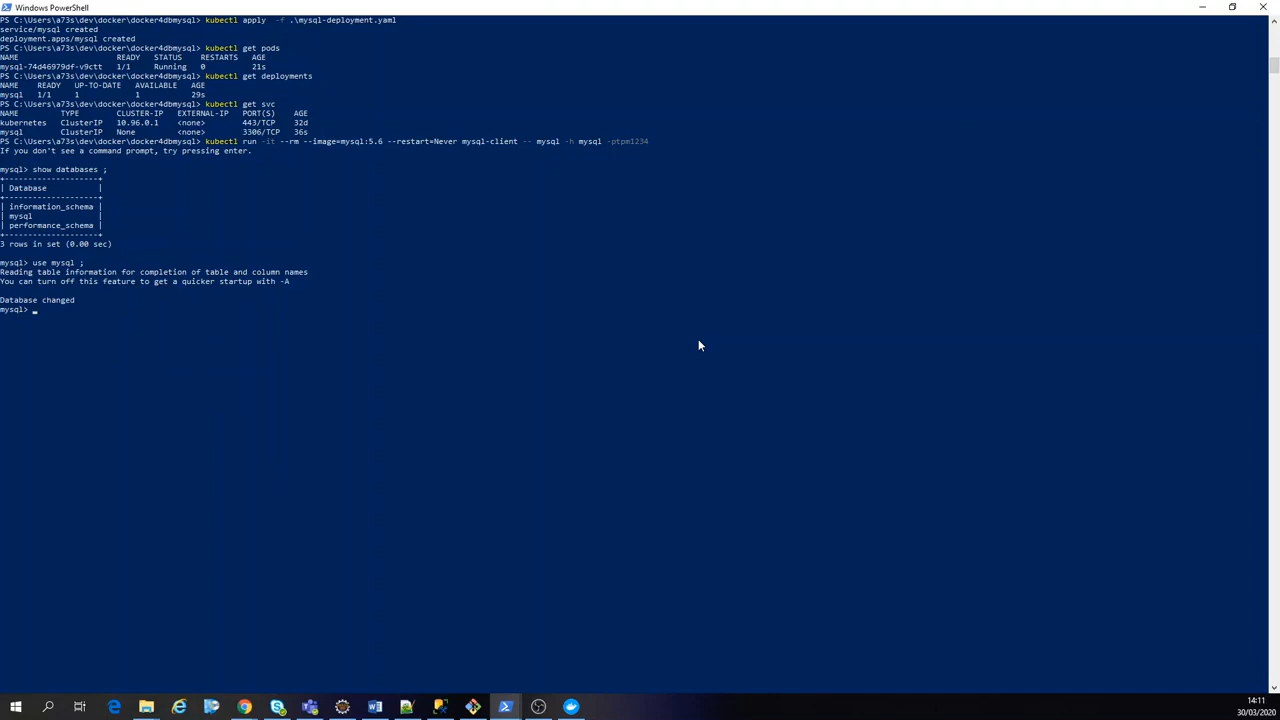 Windows PowerShell
PS C:\Users\a73s\dev\docker\docker4dbmysql> kubectl apply  -f .\mysql-deployment.yaml
service/mysql created
deployment.apps/mysql created
PS C:\Users\a73s\dev\docker\docker4dbmysql> kubectl get pods
NAME                     READY   STATUS    RESTARTS   AGE
mysql-74d46979df-v9ctt   1/1     Running   0          21s
PS C:\Users\a73s\dev\docker\docker4dbmysql> kubectl get deployments
NAME    READY   UP-TO-DATE   AVAILABLE   AGE
mysql   1/1     1            1           29s
PS C:\Users\a73s\dev\docker\docker4dbmysql> kubectl get svc
NAME         TYPE        CLUSTER-IP   EXTERNAL-IP   PORT(S)    AGE
kubernetes   ClusterIP   10.96.0.1    <none>        443/TCP    32d
mysql        ClusterIP   None         <none>        3306/TCP   36s
PS C:\Users\a73s\dev\docker\docker4dbmysql> kubectl run -it --rm --image=mysql:5.6 --restart=Never mysql-client -- mysql -h mysql -ptpm1234
If you don't see a command prompt, try pressing enter.
mysql> show databases ;
+--------------------+
| Database           |
+--------------------+
| information_schema |
| mysql              |
| performance_schema |
+--------------------+
3 rows in set (0.00 sec)
mysql> use mysql ;
Reading table information for completion of table and column names
You can turn off this feature to get a quicker startup with -A
Database changed
mysql> _
14:11
30/03/2020